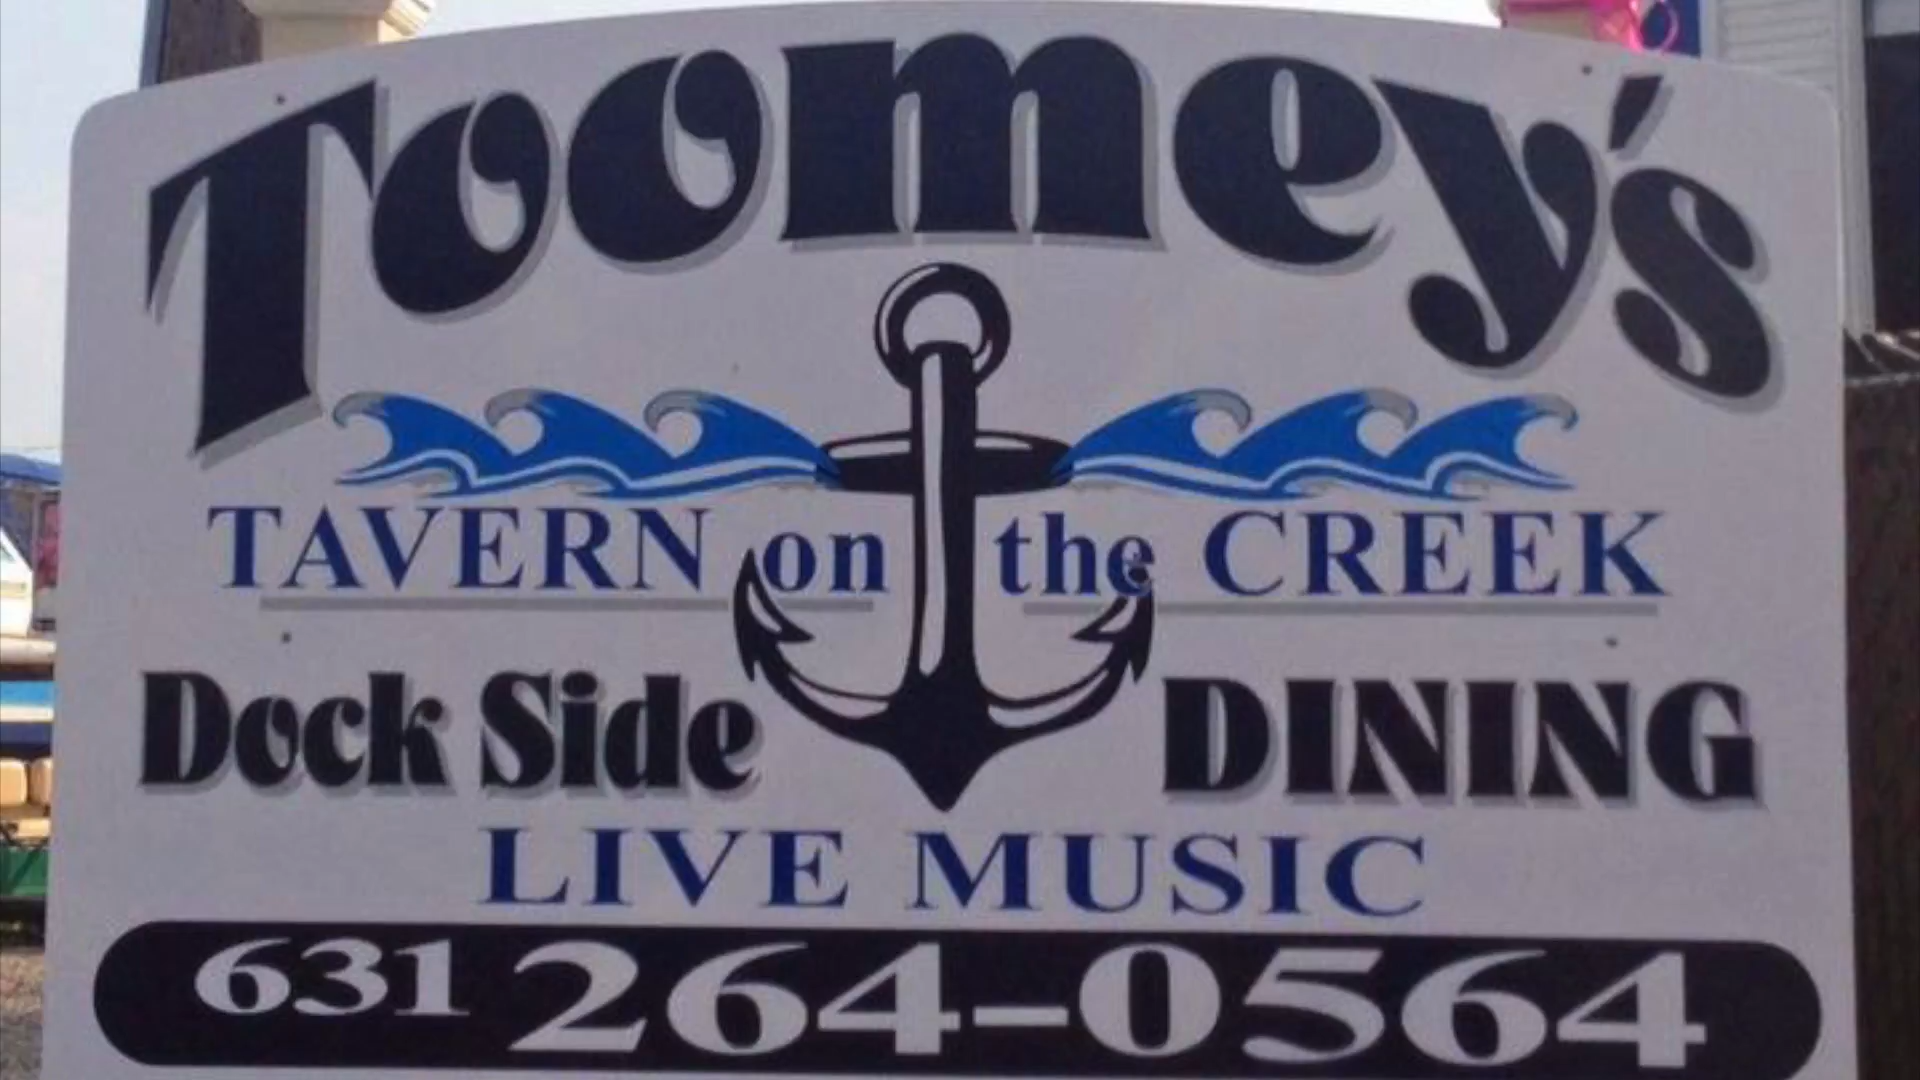 Toomey's
TAVERN on the CREEK
Dock Side DINING
LIVE MUSIC
631 264-0564